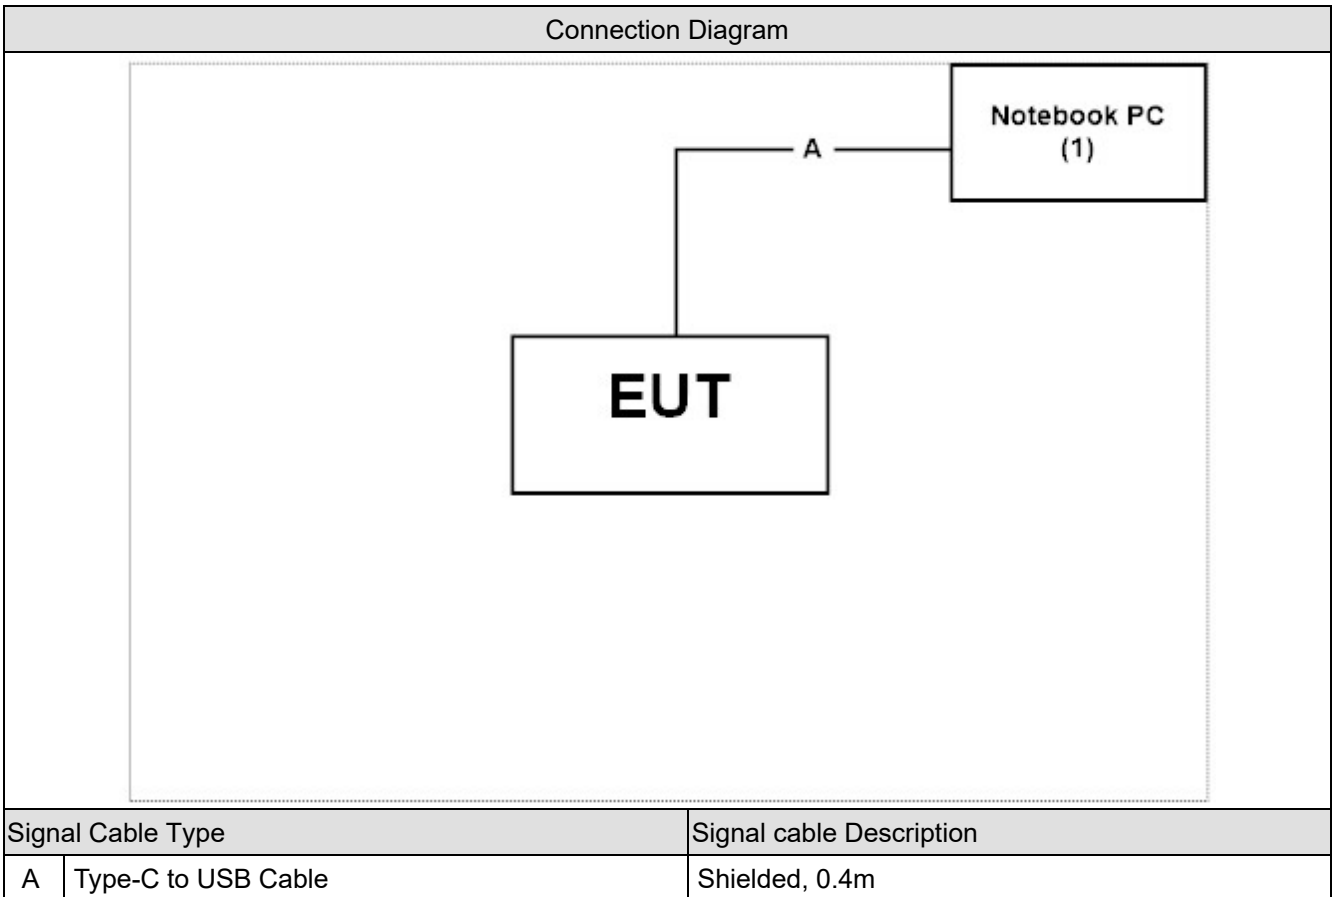 Connection Diagram
Notebook PC
(1)
A
EUT
Signal Cable Type Signal cable Description
A Type-C to USB Cable Shielded, 0.4m